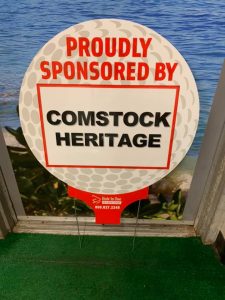 PROUDLY
SPONSORED BY
COMSTOCK
HERITAGE